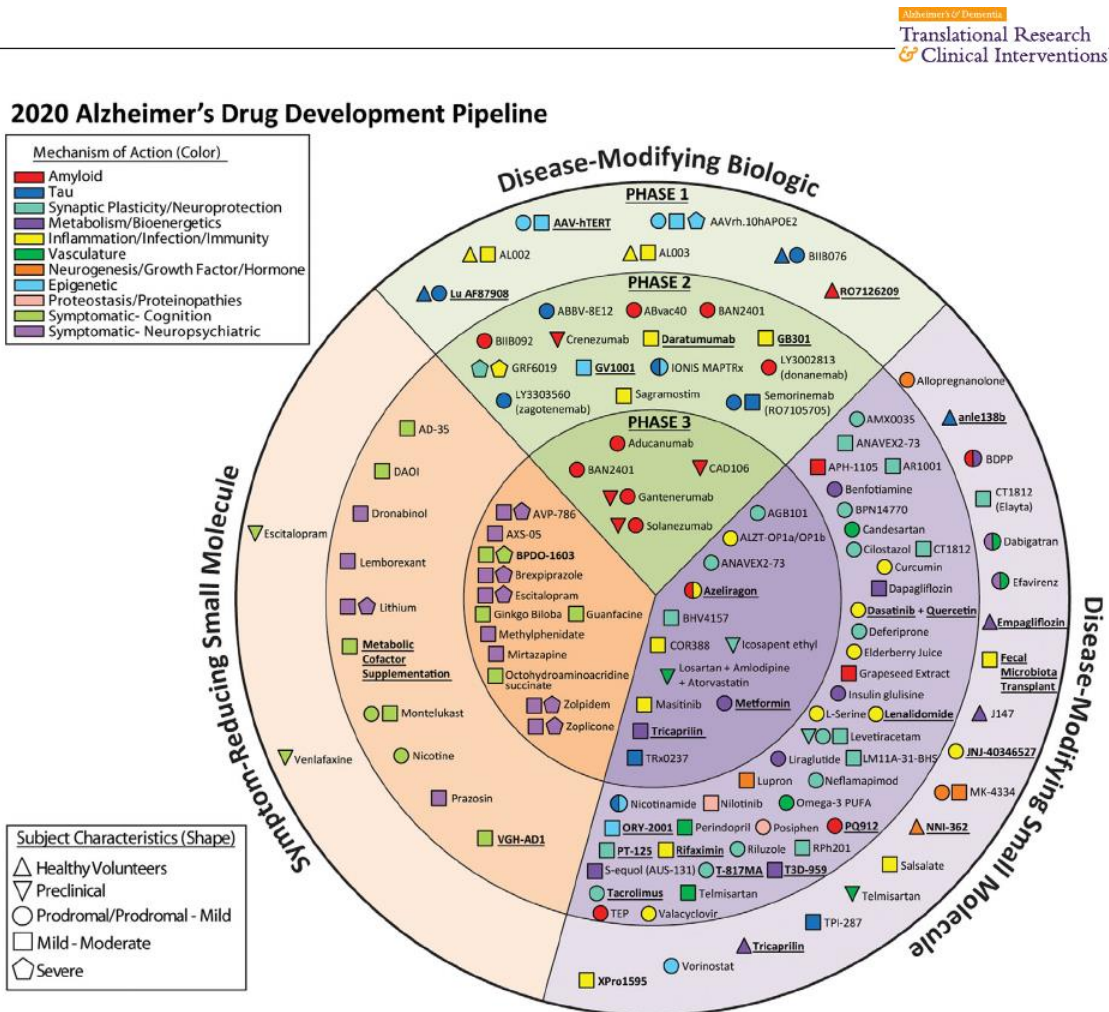 Alzheimer's & Dementia
Translational Research
& Clinical Interventions
2020 Alzheimer's Drug Development Pipeline
Mechanism of Action (Color)
Amyloid
Tau
Synaptic Plasticity/Neuroprotection
Metabolism/Bioenergetics
Inflammation/Infection/Immunity
Vasculature
Neurogenesis/Growth Factor/Hormone
Epigenetic
Proteostasis/Proteinopathies
Symptomatic- Cognition
Symptomatic- Neuropsychiatric
Disease-Modifying Biologic
PHASE 1
AAV-hTERT
AAVrh.10hAPOE2
AL002
AL003
BIIB076
Lu AF87908
RO7126209
PHASE 2
ABBV-8E12
ABvac40
BAN2401
BIIB092
Crenezumab
Daratumumab
GB301
GRF6019
GV1001
IONIS MAPTRx
LY3002813
(donanemab)
LY3303560
(zagotenemab)
Sagramostim
Semorinemab
(RO7105705)
PHASE 3
Aducanumab
BAN2401
CAD106
Gantenerumab
Solanezumab
Symptom-Reducing Small Molecule
Escitalopram
Venlafaxine
AD-35
DAOI
Dronabinol
Lemborexant
Lithium
Metabolic
Cofactor
Supplementation
Montelukast
Nicotine
Prazosin
VGH-AD1
AVP-786
AXS-05
BPDO-1603
Brexpiprazole
Escitalopram
Ginkgo Biloba
Guanfacine
Methylphenidate
Mirtazapine
Octohydroaminoacridine
succinate
Zolpidem
Zoplicone
AGB101
ALZT-OP1a/OP1b
ANAVEX2-73
Azeliragon
BHV4157
COR388
Icosapent ethyl
Losartan + Amlodipine
+ Atorvastatin
Masitinib
Metformin
Tricaprilin
TRx0237
AMX0035
ANAVEX2-73
APH-1105
AR1001
Benfotiamine
BPN14770
Candesartan
Cilostazol
CT1812
Curcumin
Dapagliflozin
Dasatinib + Quercetin
Deferiprone
Elderberry Juice
Grapeseed Extract
Insulin glulisine
L-Serine
Lenalidomide
Levetiracetam
Liraglutide
LM11A-31-BHS
Lupron
Neflamapimod
Nicotinamide
Nilotinib
Omega-3 PUFA
ORY-2001
Perindopril
Posiphen
PQ912
PT-125
Rifaximin
Riluzole
RPh201
S-equol (AUS-131)
T-817MA
T3D-959
Tacrolimus
Telmisartan
TEP
Valacyclovir
Allopregnanolone
anle138b
BDPP
CT1812
(Elayta)
Dabigatran
Efavirenz
Empagliflozin
Fecal
Microbiota
Transplant
J147
JNJ-40346527
MK-4334
NNI-362
Salsalate
Telmisartan
TPI-287
Tricaprilin
Vorinostat
XPro1595
Disease-Modifying Small Molecule
Subject Characteristics (Shape)
Healthy Volunteers
Preclinical
Prodromal/Prodromal - Mild
Mild - Moderate
Severe